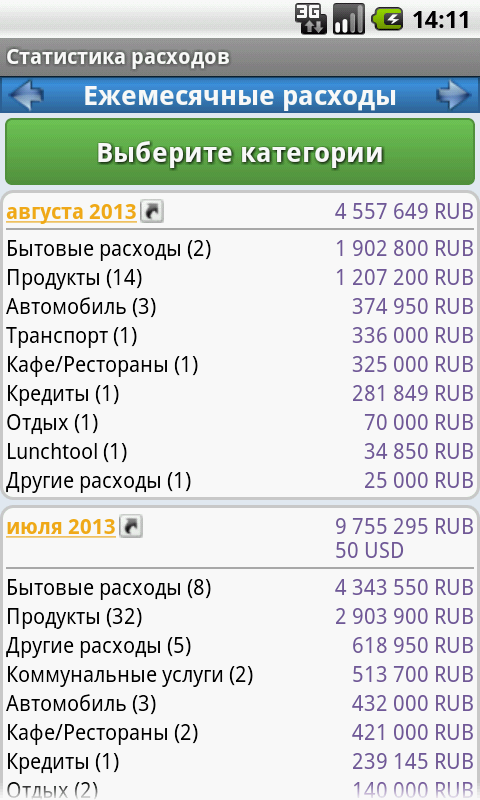 3G 14:11
Статистика расходов
Ежемесячные расходы
Выберите категории
августа 2013 4 557 649 RUB
Бытовые расходы (2) 1 902 800 RUB
Продукты (14) 1 207 200 RUB
Автомобиль (3) 374 950 RUB
Транспорт (1) 336 000 RUB
Кафе/Рестораны (1) 325 000 RUB
Кредиты (1) 281 849 RUB
Отдых (1) 70 000 RUB
Lunchtool (1) 34 850 RUB
Другие расходы (1) 25 000 RUB
июля 2013 9 755 295 RUB
50 USD
Бытовые расходы (8) 4 343 550 RUB
Продукты (32) 2 903 900 RUB
Другие расходы (5) 618 950 RUB
Коммунальные услуги (2) 513 700 RUB
Автомобиль (3) 432 000 RUB
Кафе/Рестораны (2) 421 000 RUB
Кредиты (1) 239 145 RUB
Отдых (2) 140 000 RUB